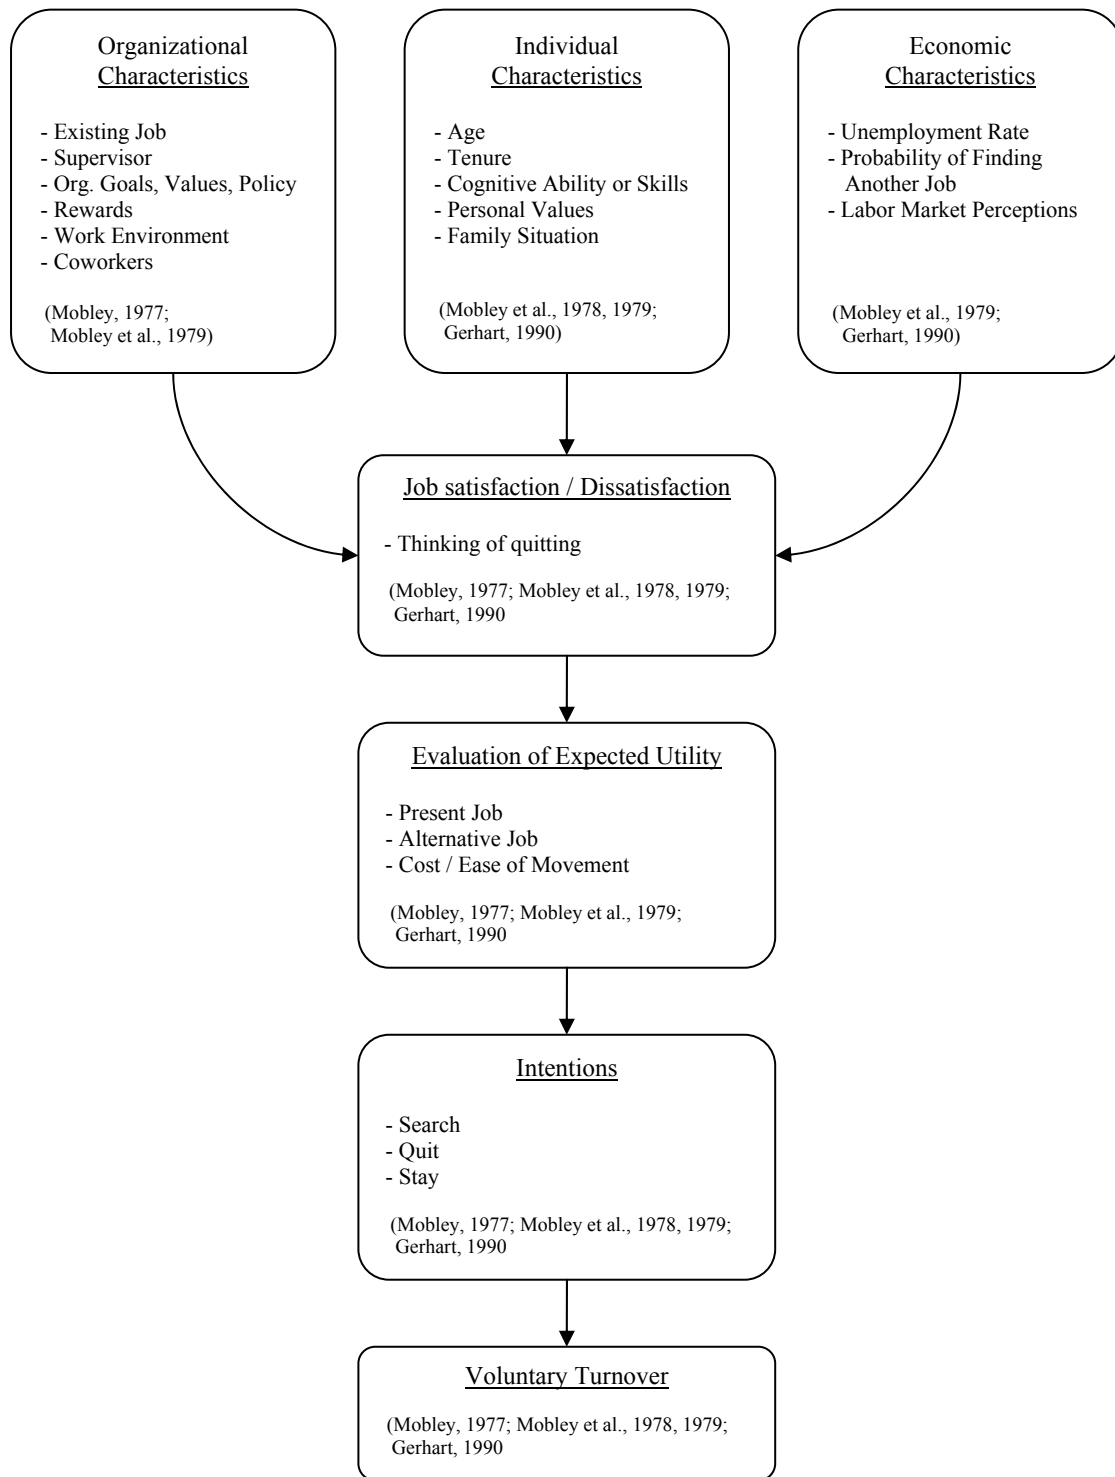 Organizational
Characteristics
- Existing Job
- Supervisor
- Org. Goals, Values, Policy
- Rewards
- Work Environment
- Coworkers
(Mobley, 1977;
Mobley et al., 1979)
Individual
Characteristics
- Age
- Tenure
- Cognitive Ability or Skills
- Personal Values
- Family Situation
(Mobley et al., 1978, 1979;
Gerhart, 1990)
Economic
Characteristics
- Unemployment Rate
- Probability of Finding
Another Job
- Labor Market Perceptions
(Mobley et al., 1979;
Gerhart, 1990)
Job satisfaction / Dissatisfaction
- Thinking of quitting
(Mobley, 1977; Mobley et al., 1978, 1979;
Gerhart, 1990
Evaluation of Expected Utility
- Present Job
- Alternative Job
- Cost / Ease of Movement
(Mobley, 1977; Mobley et al., 1979;
Gerhart, 1990
Intentions
- Search
- Quit
- Stay
(Mobley, 1977; Mobley et al., 1978, 1979;
Gerhart, 1990
Voluntary Turnover
(Mobley, 1977; Mobley et al., 1978, 1979;
Gerhart, 1990